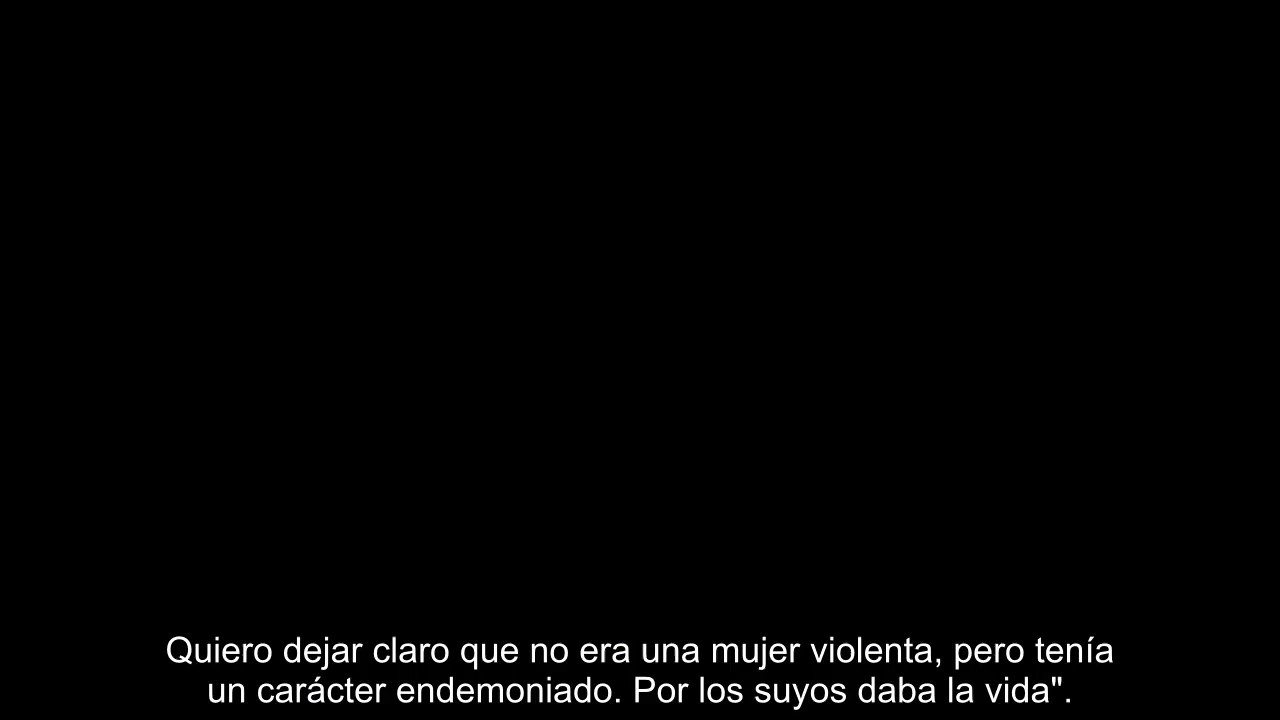 Quiero dejar claro que no era una mujer violenta, pero tenía
un carácter endemoniado. Por los suyos daba la vida".